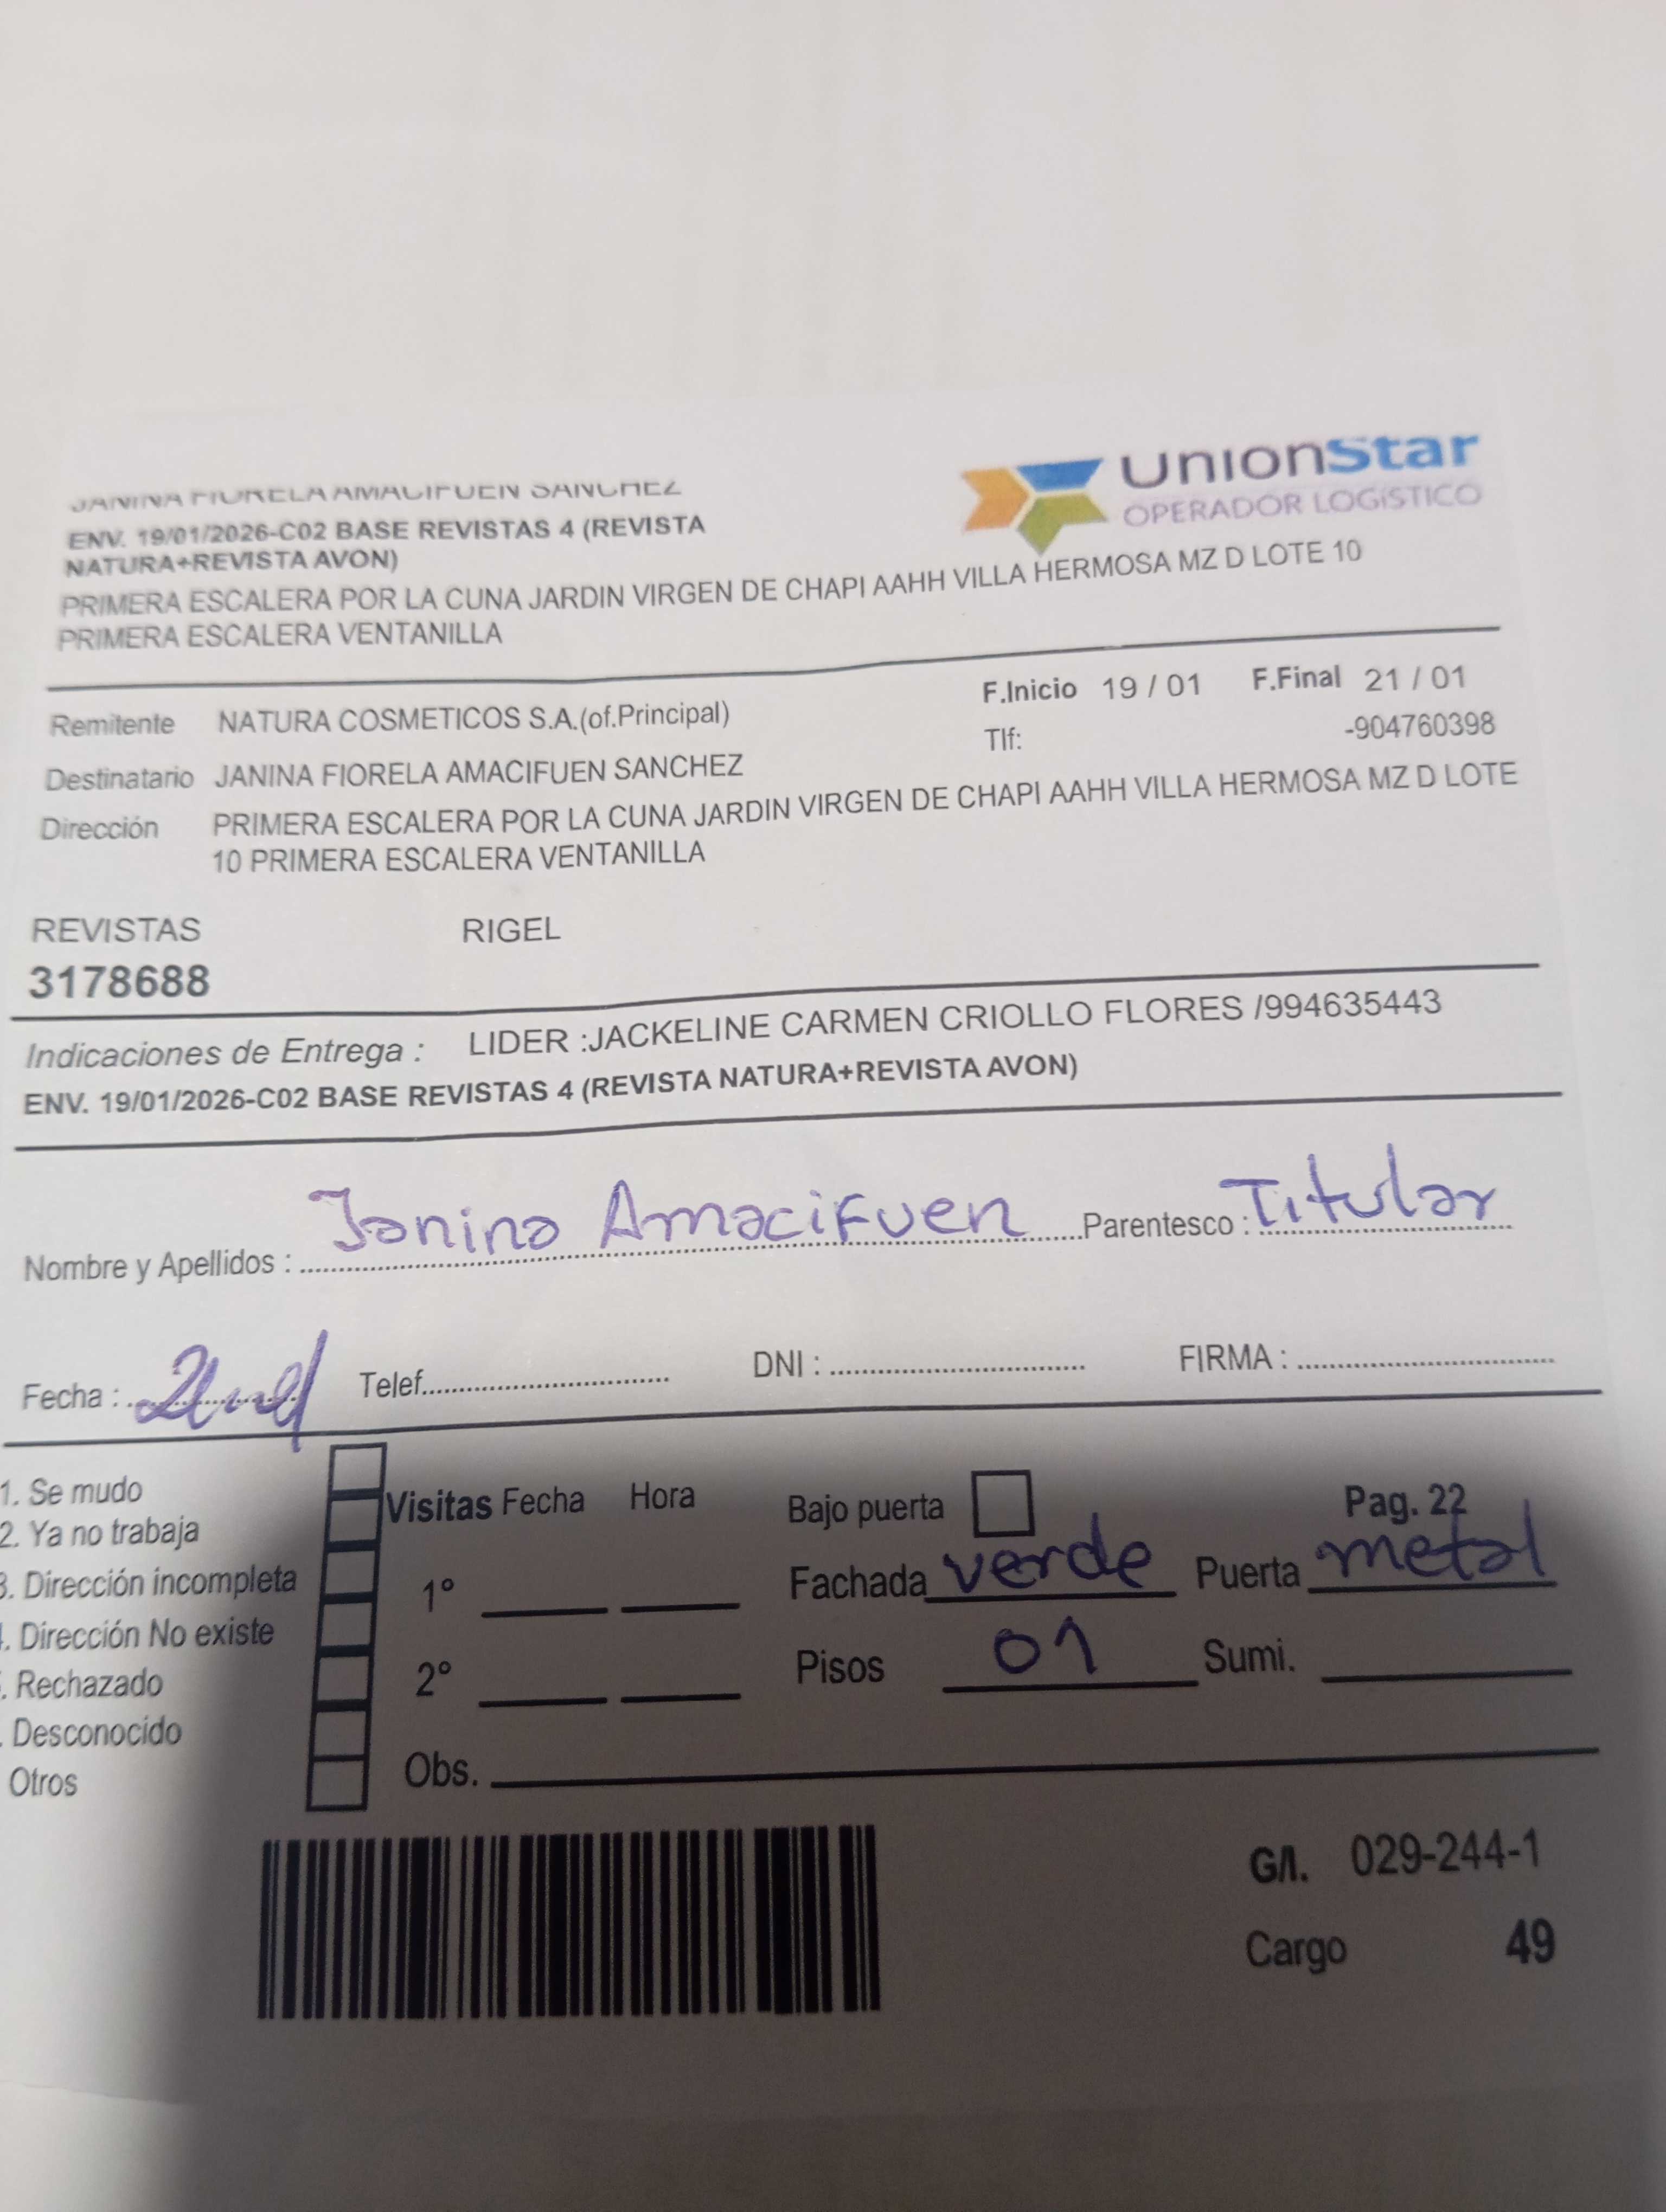 JANINA FIORELA AMACIFUEN SANCHEZ
UnionStar
OPERADOR LOGÍSTICO
ENV. 19/01/2026-C02 BASE REVISTAS 4 (REVISTA
NATURA+REVISTA AVON)
PRIMERA ESCALERA POR LA CUNA JARDIN VIRGEN DE CHAPI AAHH VILLA HERMOSA MZ D LOTE 10
PRIMERA ESCALERA VENTANILLA
F.Inicio 19 / 01 F.Final 21 / 01
Remitente NATURA COSMETICOS S.A.(of.Principal)
Tlf: -904760398
Destinatario JANINA FIORELA AMACIFUEN SANCHEZ
Dirección PRIMERA ESCALERA POR LA CUNA JARDIN VIRGEN DE CHAPI AAHH VILLA HERMOSA MZ D LOTE
10 PRIMERA ESCALERA VENTANILLA
REVISTAS RIGEL
3178688
Indicaciones de Entrega : LIDER :JACKELINE CARMEN CRIOLLO FLORES /994635443
ENV. 19/01/2026-C02 BASE REVISTAS 4 (REVISTA NATURA+REVISTA AVON)
Nombre y Apellidos : Janina Amacifuen Parentesco : Titular
Fecha : Telef. DNI : FIRMA :
1. Se mudo
2. Ya no trabaja
3. Dirección incompleta
. Dirección No existe
. Rechazado
. Desconocido
Otros
Visitas Fecha Hora
1º
2º
Obs.
Bajo puerta Pag. 22
Fachada verde Puerta metal
Pisos 01 Sumi.
G/I. 029-244-1
Cargo 49